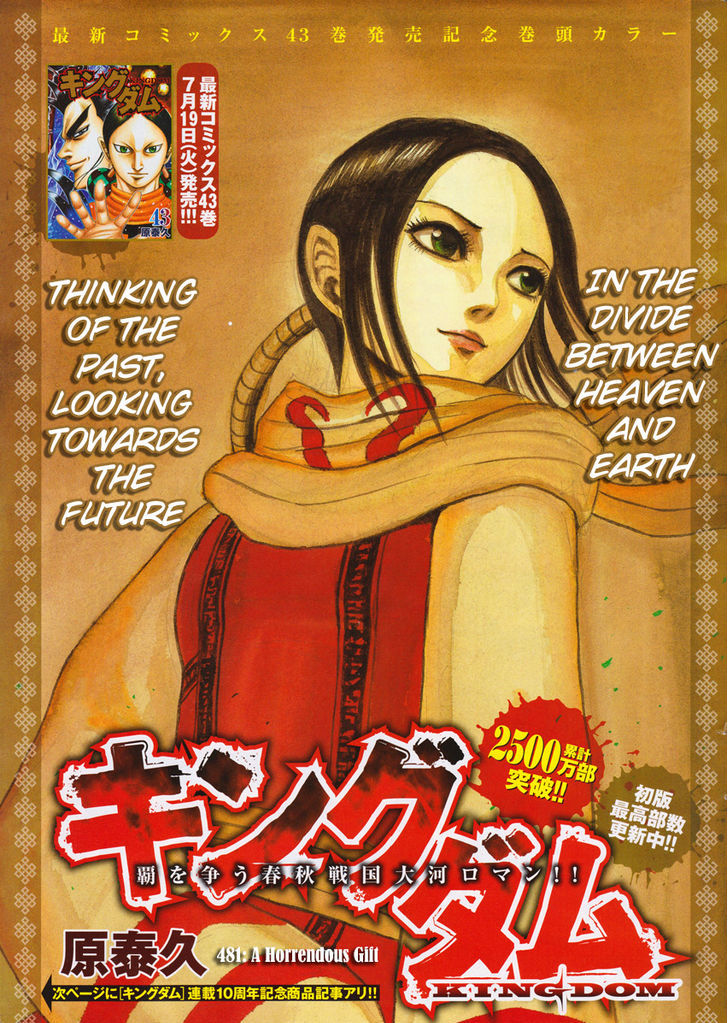 最新コミックス43巻発売記念巻頭カラー
キングダム
KINGDOM
43
原泰久
最新コミックス43巻
7月19日(火)発売!!!
THINKING
OF THE
PAST,
LOOKING
TOWARDS
THE
FUTURE
IN THE
DIVIDE
BETWEEN
HEAVEN
AND
EARTH
累計
2500万部
突破!!
初版
最高部数
更新中!!
キングダム
覇を争う春秋戦国大河ロマン!!
KINGDOM
原泰久
481: A Horrendous Gift
次ページに[キングダム]連載10周年記念商品記事アリ!!